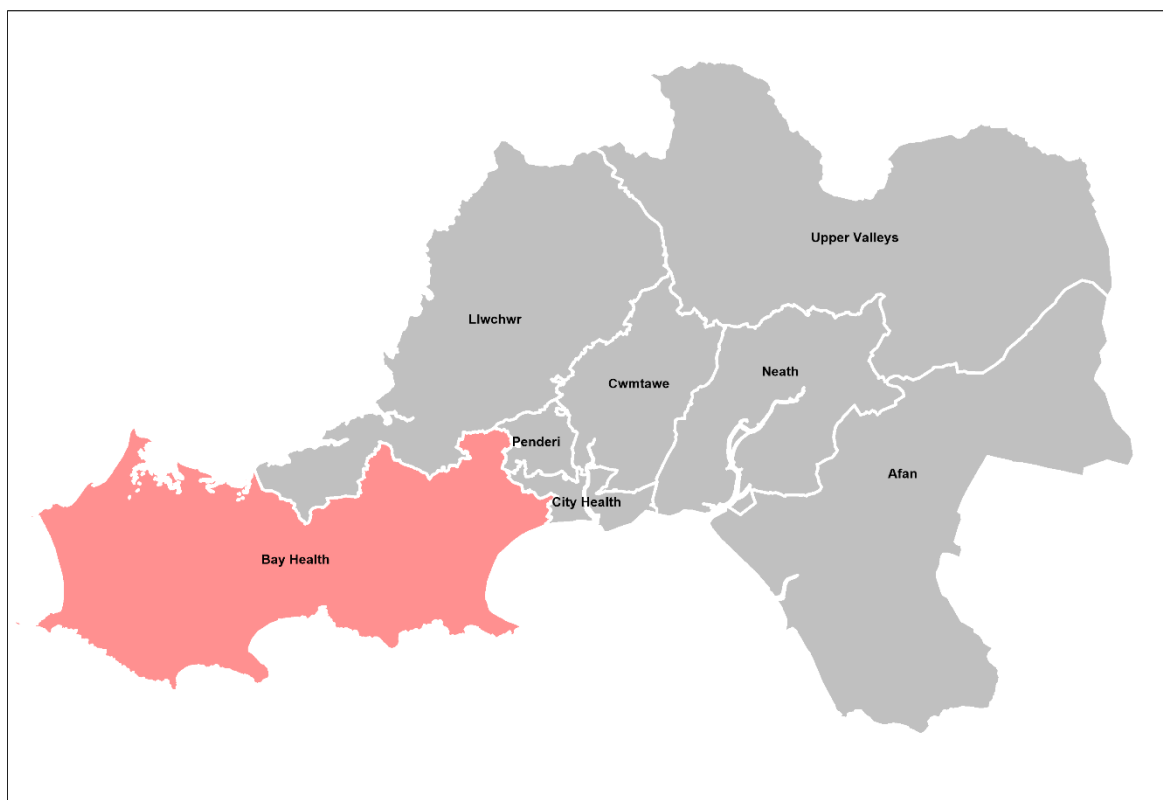 Upper Valleys
Llwchwr
Neath
Cwmtawe
Penderi
Afan
City Health
Bay Health